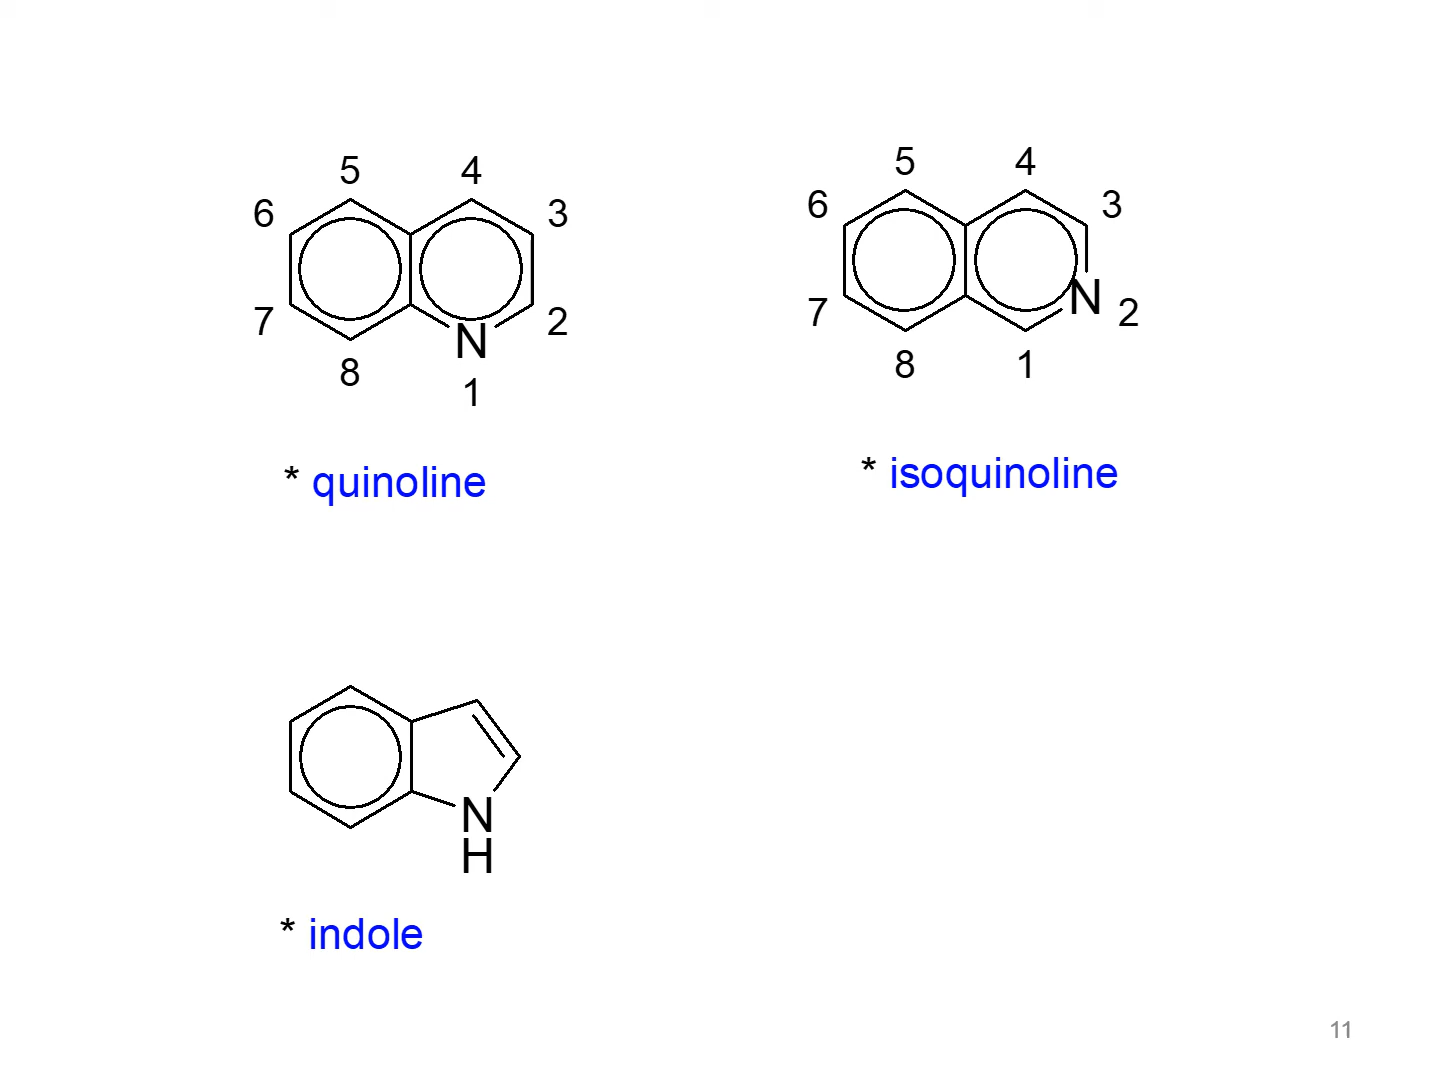 5 4
6 3
7 2
8 N
1
* quinoline
5 4
6 3
7 N 2
8 1
* isoquinoline
N
H
* indole
11